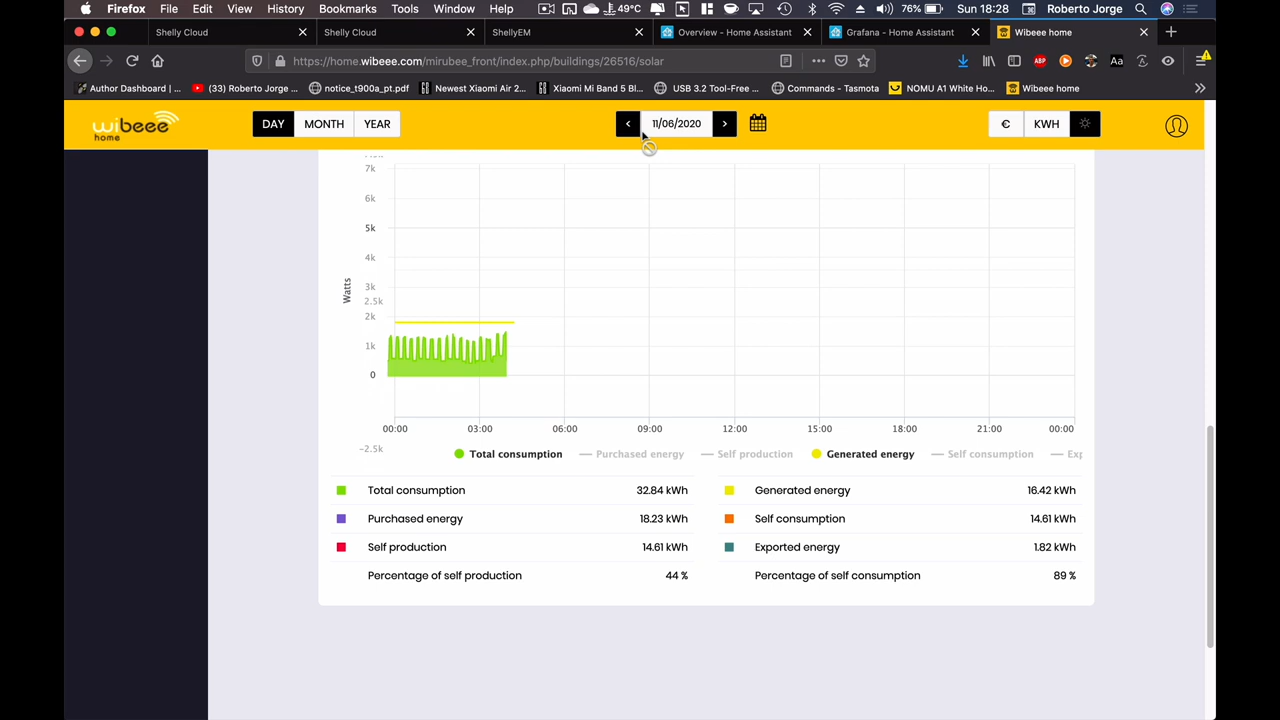 Firefox File Edit View History Bookmarks Tools Window Help 49°C 76% Sun 18:28 Roberto Jorge
Shelly Cloud Shelly Cloud ShellyEM Overview - Home Assistant Grafana - Home Assistant Wibeee home
https://home.wibeee.com/mirubee_front/index.php/buildings/26516/solar ABP Aa
Author Dashboard | ... (33) Roberto Jorge ... notice_t900a_pt.pdf Newest Xiaomi Air 2... Xiaomi Mi Band 5 Bl... USB 3.2 Tool-Free ... Commands - Tasmota NOMU A1 White Ho... Wibeee home
wibeee
home
DAY MONTH YEAR < 11/06/2020 > € KWH
7k
6k
5k
4k
3k
2.5k
2k
1k
0
Watts
00:00 03:00 06:00 09:00 12:00 15:00 18:00 21:00 00:00
-2.5k
Total consumption Purchased energy Self production Generated energy Self consumption Exp
Total consumption 32.84 kWh Generated energy 16.42 kWh
Purchased energy 18.23 kWh Self consumption 14.61 kWh
Self production 14.61 kWh Exported energy 1.82 kWh
Percentage of self production 44 % Percentage of self consumption 89 %